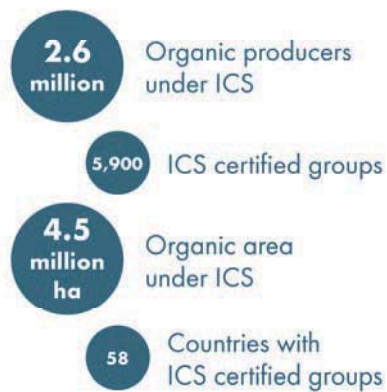 2.6
million
Organic producers
under ICS
5,900
ICS certified groups
4.5
million
ha
Organic area
under ICS
58
Countries with
ICS certified groups